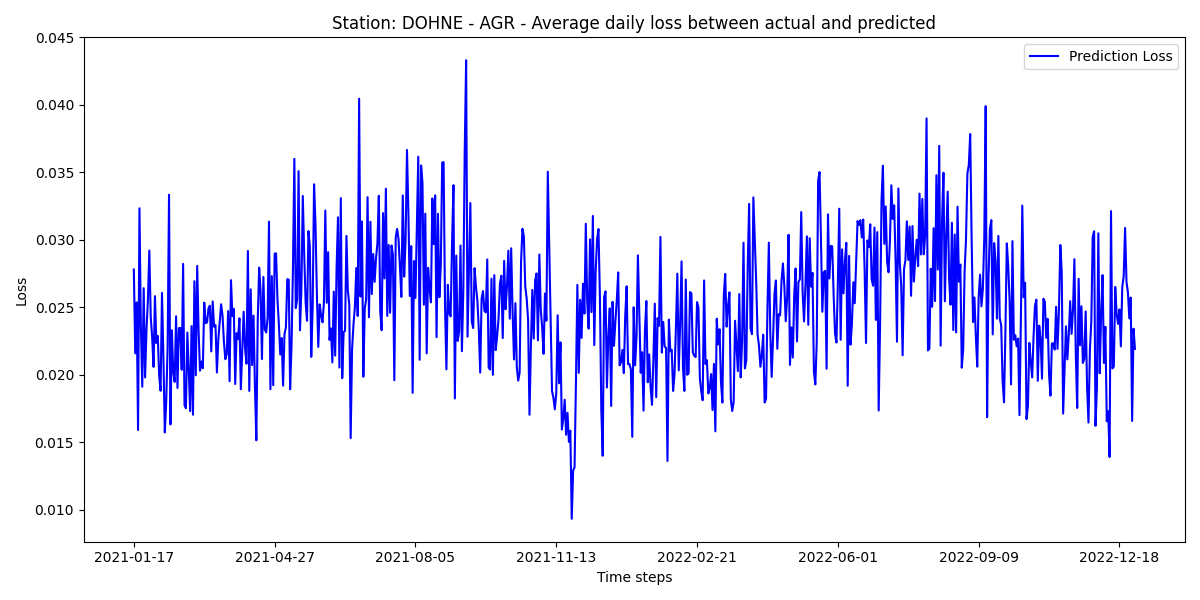 Station: DOHNE - AGR - Average daily loss between actual and predicted
Prediction Loss
Loss
0.045
0.040
0.035
0.030
0.025
0.020
0.015
0.010
2021-01-17 2021-04-27 2021-08-05 2021-11-13 2022-02-21 2022-06-01 2022-09-09 2022-12-18
Time steps